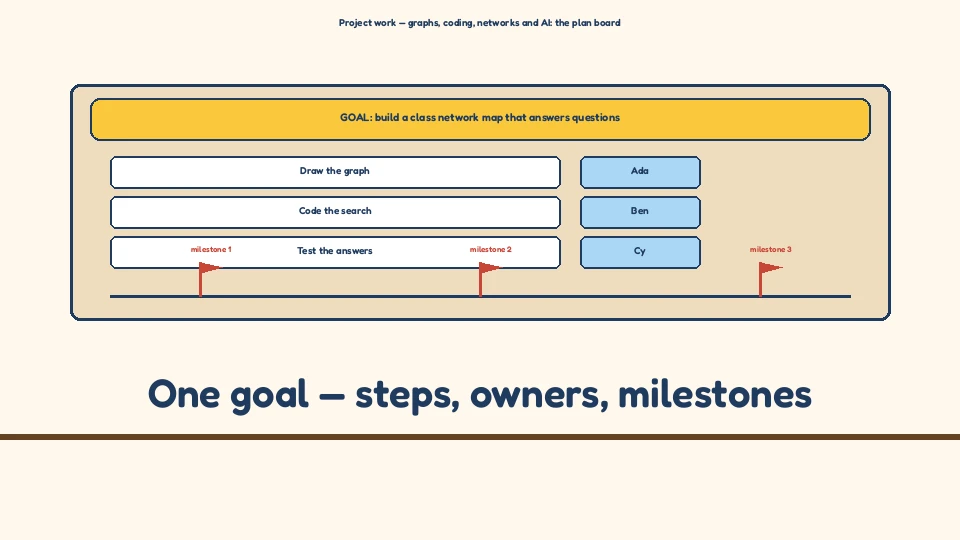 Project work — graphs, coding, networks and AI: the plan board
GOAL: build a class network map that answers questions
Draw the graph
Ada
Code the search
Ben
milestone 1
Test the answers
milestone 2
Cy
milestone 3
One goal — steps, owners, milestones